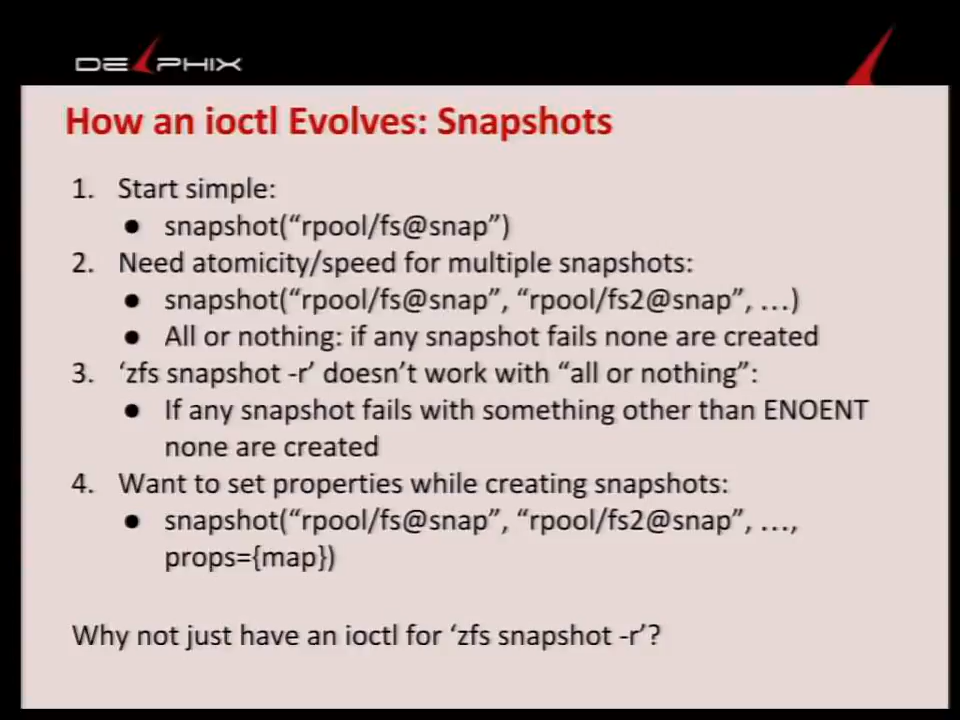 DELPHIX
How an ioctl Evolves: Snapshots
1. Start simple:
● snapshot(“rpool/fs@snap”)
2. Need atomicity/speed for multiple snapshots:
● snapshot(“rpool/fs@snap”, “rpool/fs2@snap”, …)
● All or nothing: if any snapshot fails none are created
3. ‘zfs snapshot -r’ doesn’t work with “all or nothing”:
● If any snapshot fails with something other than ENOENT
none are created
4. Want to set properties while creating snapshots:
● snapshot(“rpool/fs@snap”, “rpool/fs2@snap”, …,
props={map})
Why not just have an ioctl for ‘zfs snapshot -r’?